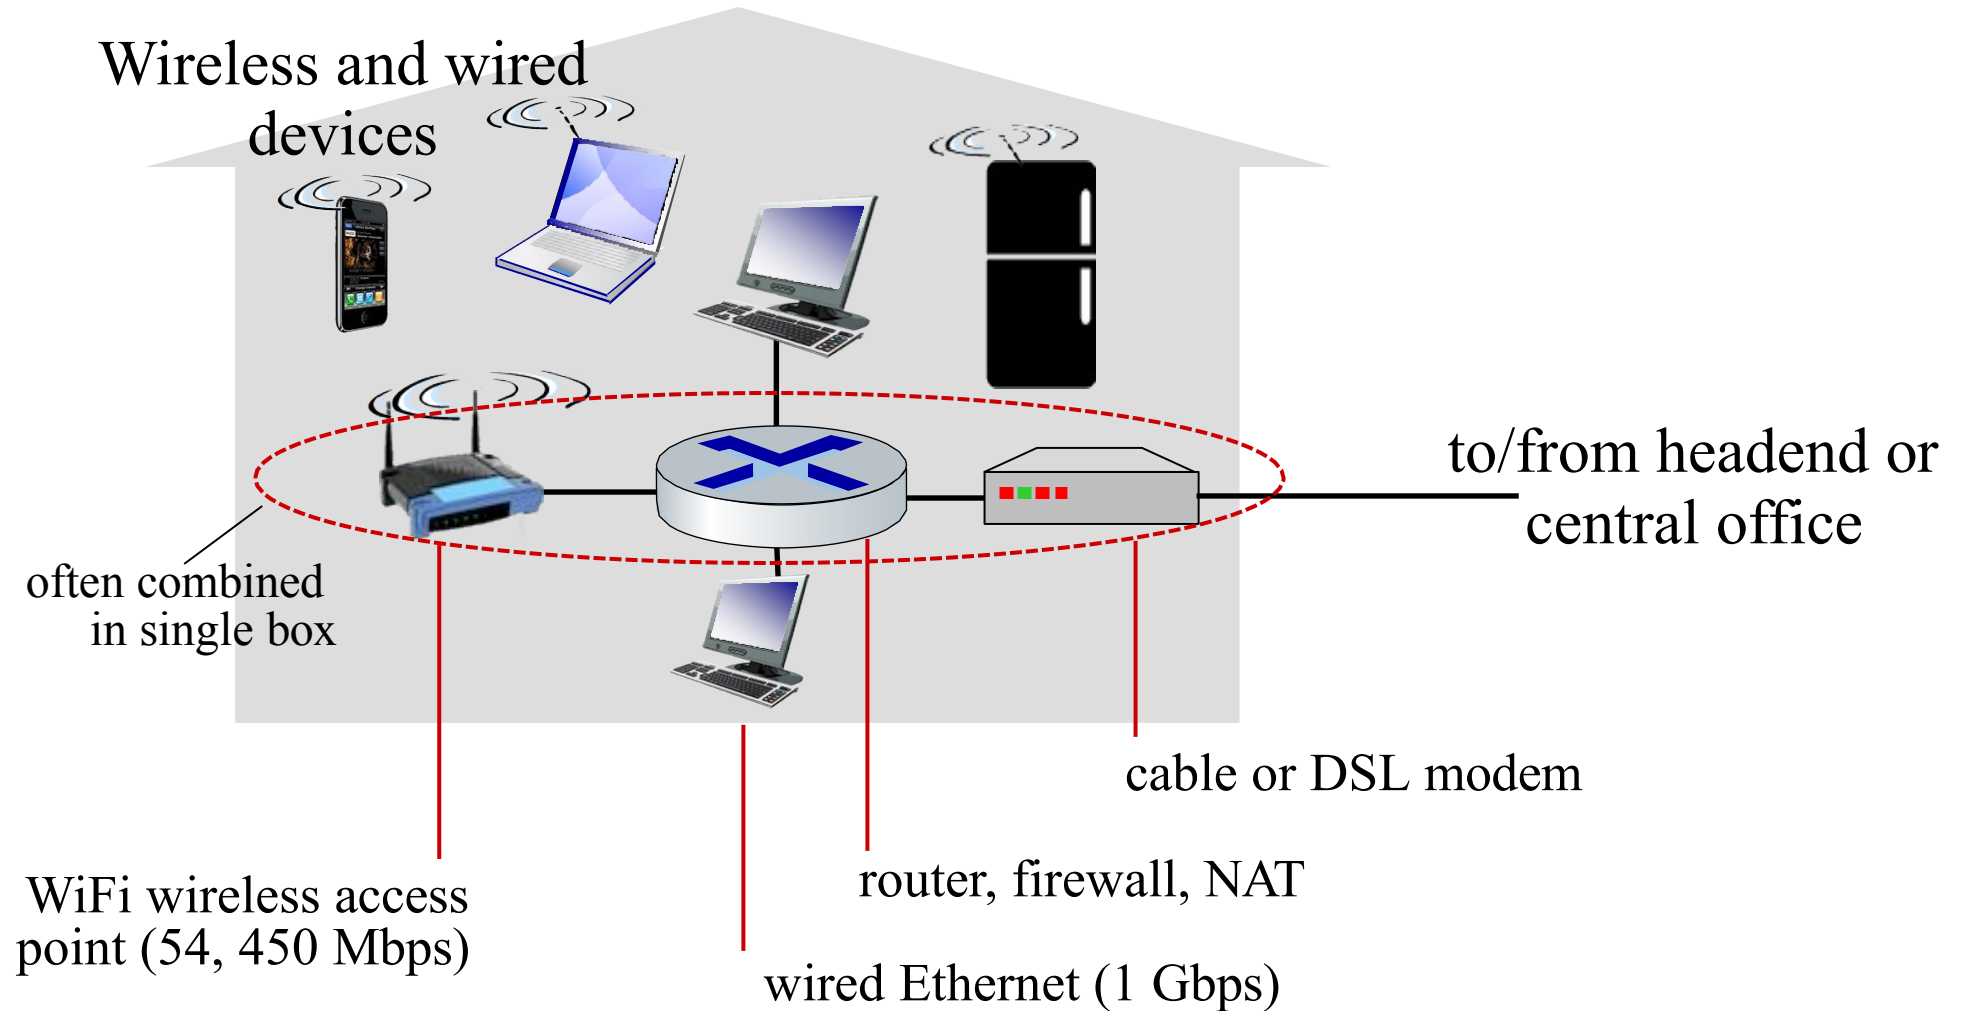 Wireless and wired
devices
to/from headend or
central office
often combined
in single box
cable or DSL modem
router, firewall, NAT
WiFi wireless access
point (54, 450 Mbps)
wired Ethernet (1 Gbps)